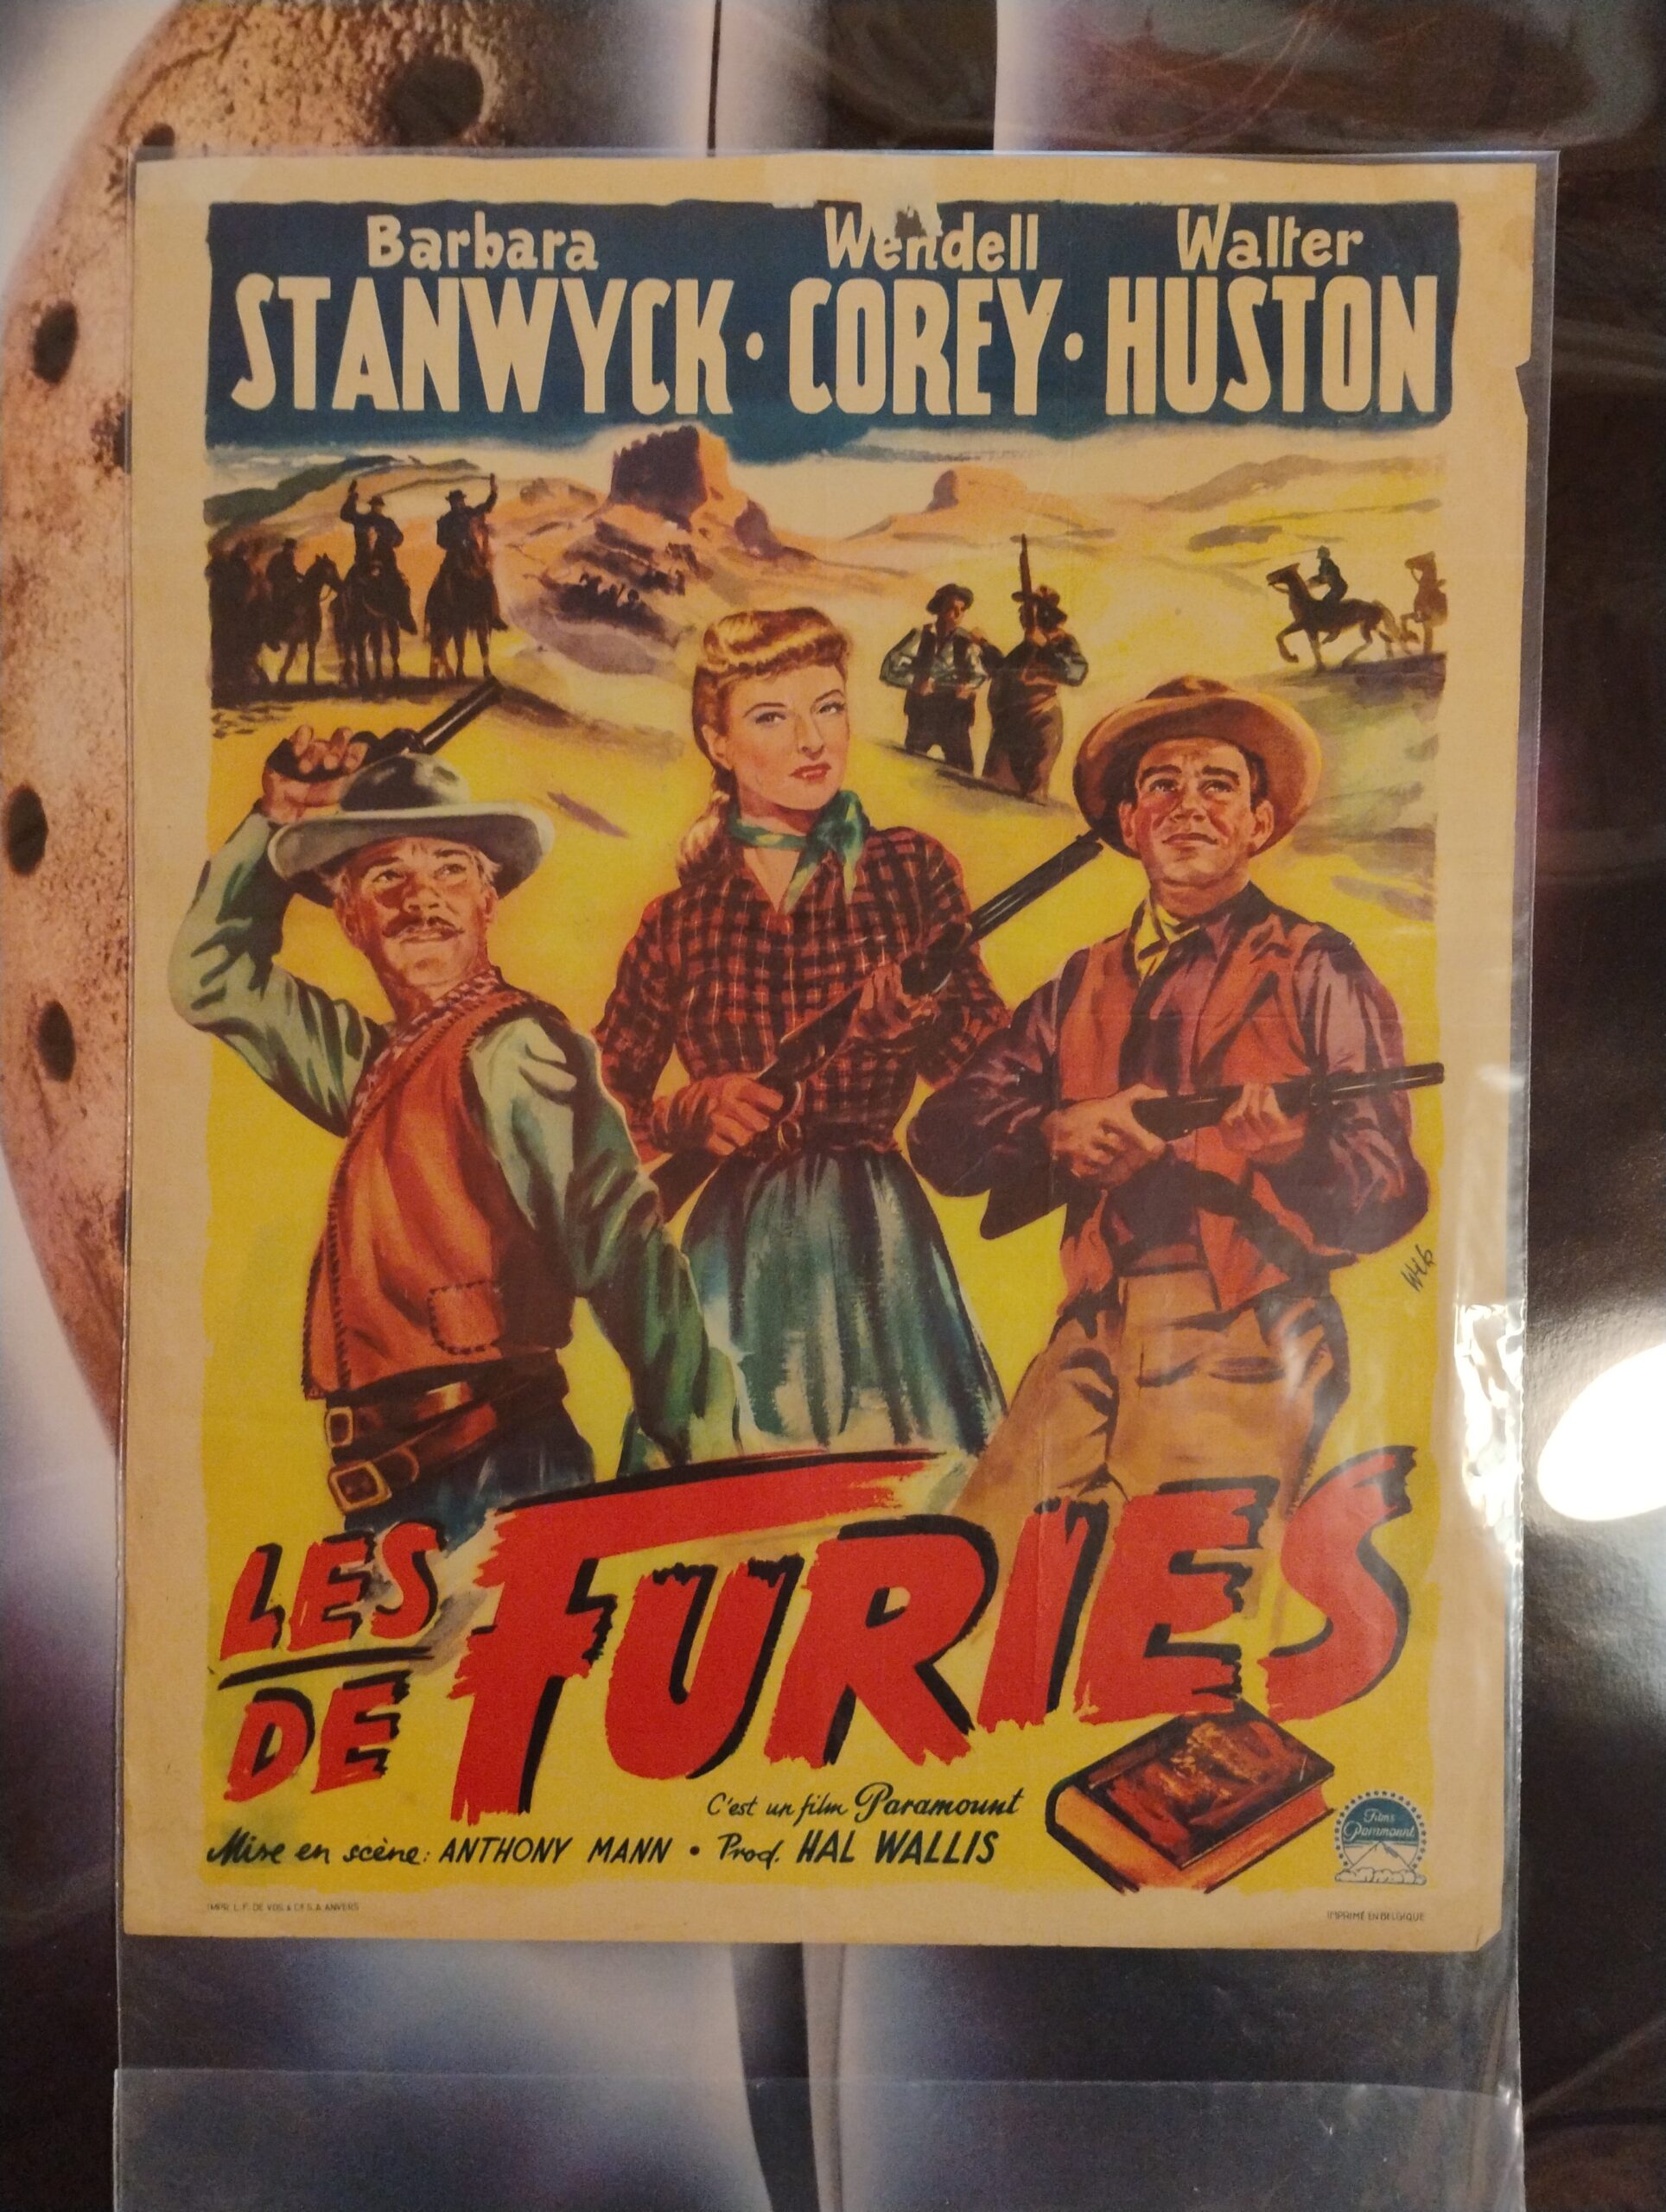 Barbara Wendell Walter
STANWYCK • COREY • HUSTON
LES
DE
FURIES
C'est un film Paramount
Mise en scène: ANTHONY MANN • Prod. HAL WALLIS
Films
Paramount
IMPRIMÉ EN BELGIQUE